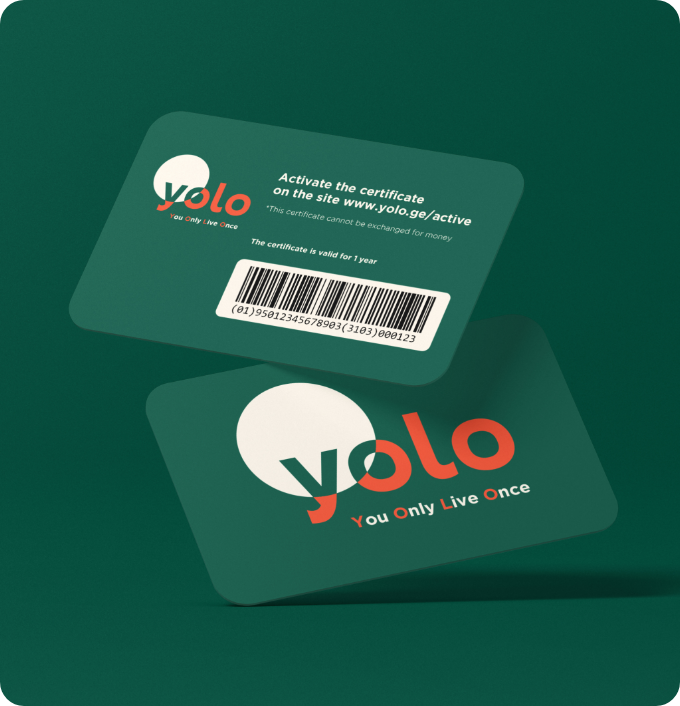 yolo
You Only Live Once
Activate the certificate
on the site www.yolo.ge/active
*This certificate cannot be exchanged for money
The certificate is valid for 1 year
(01)95012345678903(3103)000123
yolo
You Only Live Once